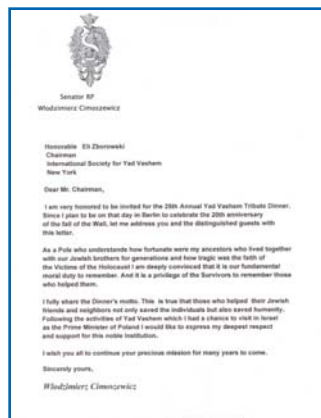 Senator RP
Włodzimierz Cimoszewicz
Honorable Eli Zborowski
Chairman
International Society for Yad Vashem
New York
Dear Mr. Chairman,
I am very honored to be invited for the 28th Annual Yad Vashem Tribute Dinner.
Since I plan to be on that day in Berlin to celebrate the 20th anniversary
of the fall of the Wall, let me address you and the distinguished guests with
this letter.
As a Pole who understands how fortunate were my ancestors who lived together
with our Jewish brothers for generations and how tragic was the faith of
the Victims of the Holocaust I am deeply convinced that it is our fundamental
moral duty to remember. And it is a privilege of the Survivors to remember those
who helped them.
I fully share the Dinner's motto. This is true that those who helped their Jewish
friends and neighbors not only saved the individuals but also saved humanity.
Following the activities of Yad Vashem which I had a chance to visit in Israel
as the Prime Minister of Poland I would like to express my deepest respect
and support for this noble Institution.
I wish you all to continue your precious mission for many years to come.
Sincerely yours,
Włodzimierz Cimoszewicz